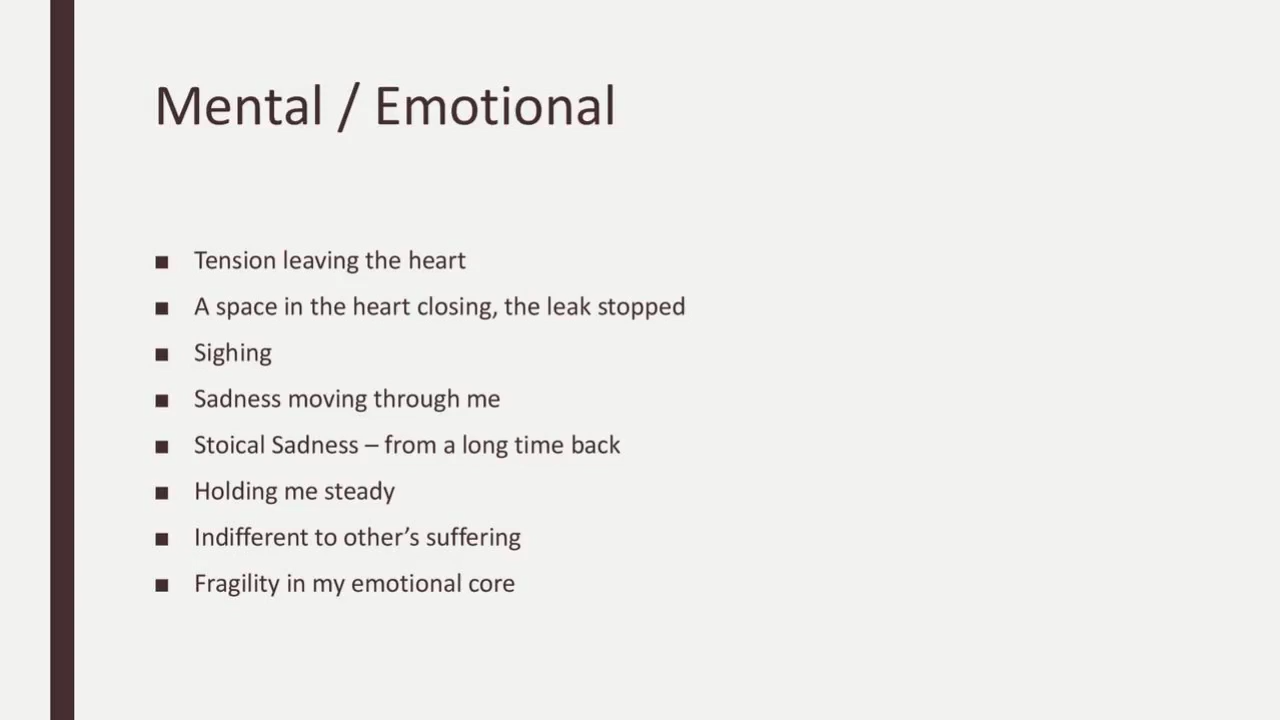 Mental / Emotional
■ Tension leaving the heart
■ A space in the heart closing, the leak stopped
■ Sighing
■ Sadness moving through me
■ Stoical Sadness – from a long time back
■ Holding me steady
■ Indifferent to other’s suffering
■ Fragility in my emotional core